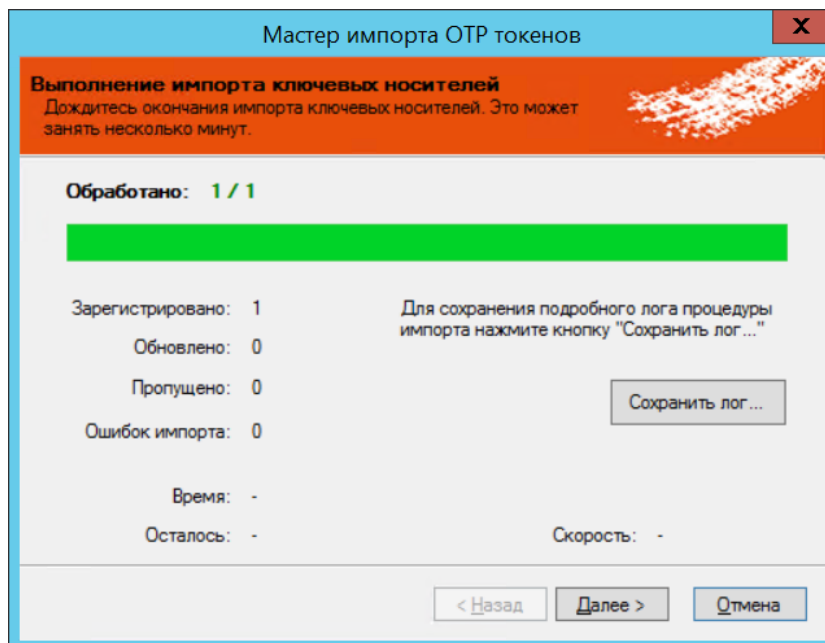 Мастер импорта OTP токенов
X
Выполнение импорта ключевых носителей
Дождитесь окончания импорта ключевых носителей. Это может
занять несколько минут.
Обработано: 1 / 1
Зарегистрировано: 1
Обновлено: 0
Пропущено: 0
Ошибок импорта: 0
Для сохранения подробного лога процедуры
импорта нажмите кнопку "Сохранить лог..."
Сохранить лог...
Время: -
Осталось: -
Скорость: -
< Назад
Далее >
Отмена